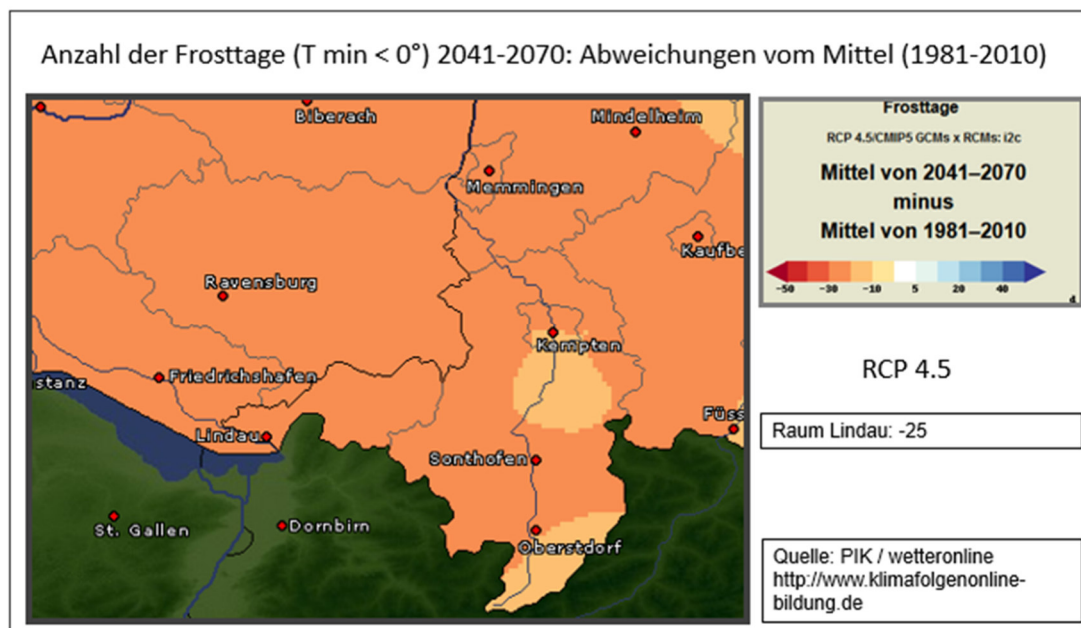 Anzahl der Frosttage (T min < 0°) 2041-2070: Abweichungen vom Mittel (1981-2010)
Biberach
Mindelheim
Memmingen
Kaufbe
Ravensburg
Kempten
stanz
Friedrichshafen
Füss
Lindau
Sonthofen
St. Gallen
Dornbirn
Oberstdorf
Frosttage
RCP 4.5/CMIP5 GCMs x RCMs: i2c
Mittel von 2041–2070
minus
Mittel von 1981–2010
-50 -30 -10 5 20 40
d
RCP 4.5
Raum Lindau: -25
Quelle: PIK / wetteronline
http://www.klimafolgenonline-
bildung.de